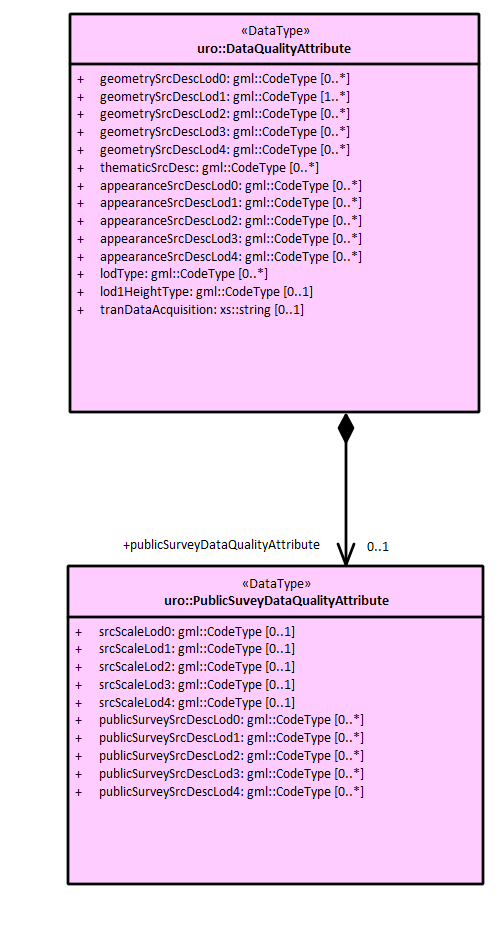 «DataType»
uro::DataQualityAttribute
+ geometrySrcDescLod0: gml::CodeType [0..*]
+ geometrySrcDescLod1: gml::CodeType [1..*]
+ geometrySrcDescLod2: gml::CodeType [0..*]
+ geometrySrcDescLod3: gml::CodeType [0..*]
+ geometrySrcDescLod4: gml::CodeType [0..*]
+ thematicSrcDesc: gml::CodeType [0..*]
+ appearanceSrcDescLod0: gml::CodeType [0..*]
+ appearanceSrcDescLod1: gml::CodeType [0..*]
+ appearanceSrcDescLod2: gml::CodeType [0..*]
+ appearanceSrcDescLod3: gml::CodeType [0..*]
+ appearanceSrcDescLod4: gml::CodeType [0..*]
+ lodType: gml::CodeType [0..*]
+ lod1HeightType: gml::CodeType [0..1]
+ tranDataAcquisition: xs::string [0..1]
+publicSurveyDataQualityAttribute 0..1
«DataType»
uro::PublicSuveyDataQualityAttribute
+ srcScaleLod0: gml::CodeType [0..1]
+ srcScaleLod1: gml::CodeType [0..1]
+ srcScaleLod2: gml::CodeType [0..1]
+ srcScaleLod3: gml::CodeType [0..1]
+ srcScaleLod4: gml::CodeType [0..1]
+ publicSurveySrcDescLod0: gml::CodeType [0..*]
+ publicSurveySrcDescLod1: gml::CodeType [0..*]
+ publicSurveySrcDescLod2: gml::CodeType [0..*]
+ publicSurveySrcDescLod3: gml::CodeType [0..*]
+ publicSurveySrcDescLod4: gml::CodeType [0..*]